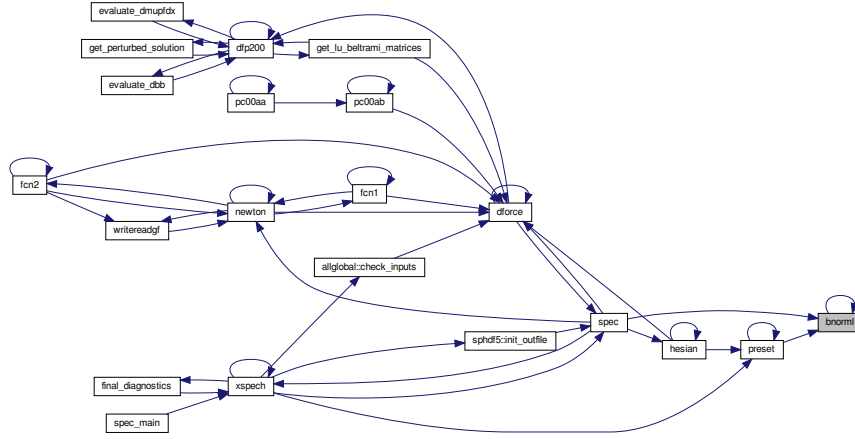 evaluate_dmupfdx
get_perturbed_solution
dfp200
get_lu_beltrami_matrices
evaluate_dbb
pc00aa
pc00ab
fcn2
fcn1
newton
dforce
writereadgf
allglobal::check_inputs
spec
bnorml
sphdf5::init_outfile
hesian
preset
final_diagnostics
xspech
spec_main